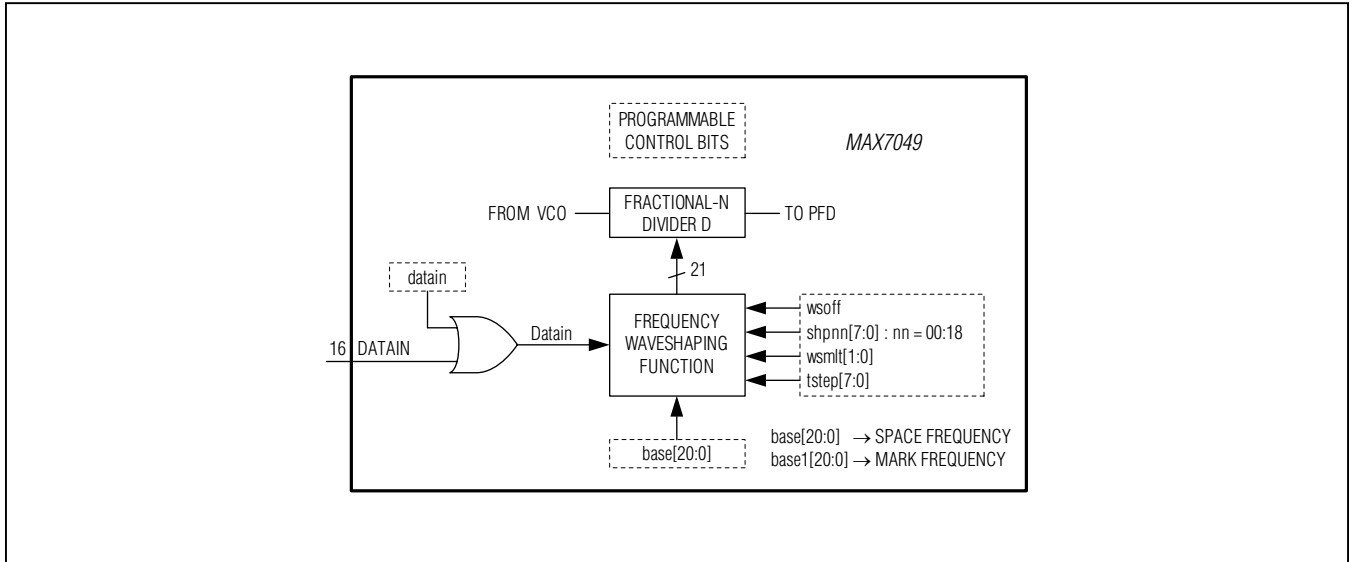 PROGRAMMABLE
CONTROL BITS
MAX7049
FROM VCO
FRACTIONAL-N
DIVIDER D
TO PFD
21
datain
16 DATAIN
Datain
FREQUENCY
WAVESHAPING
FUNCTION
wsoff
shpnn[7:0] : nn = 00:18
wsmlt[1:0]
tstep[7:0]
base[20:0]
base[20:0] → SPACE FREQUENCY
base1[20:0] → MARK FREQUENCY